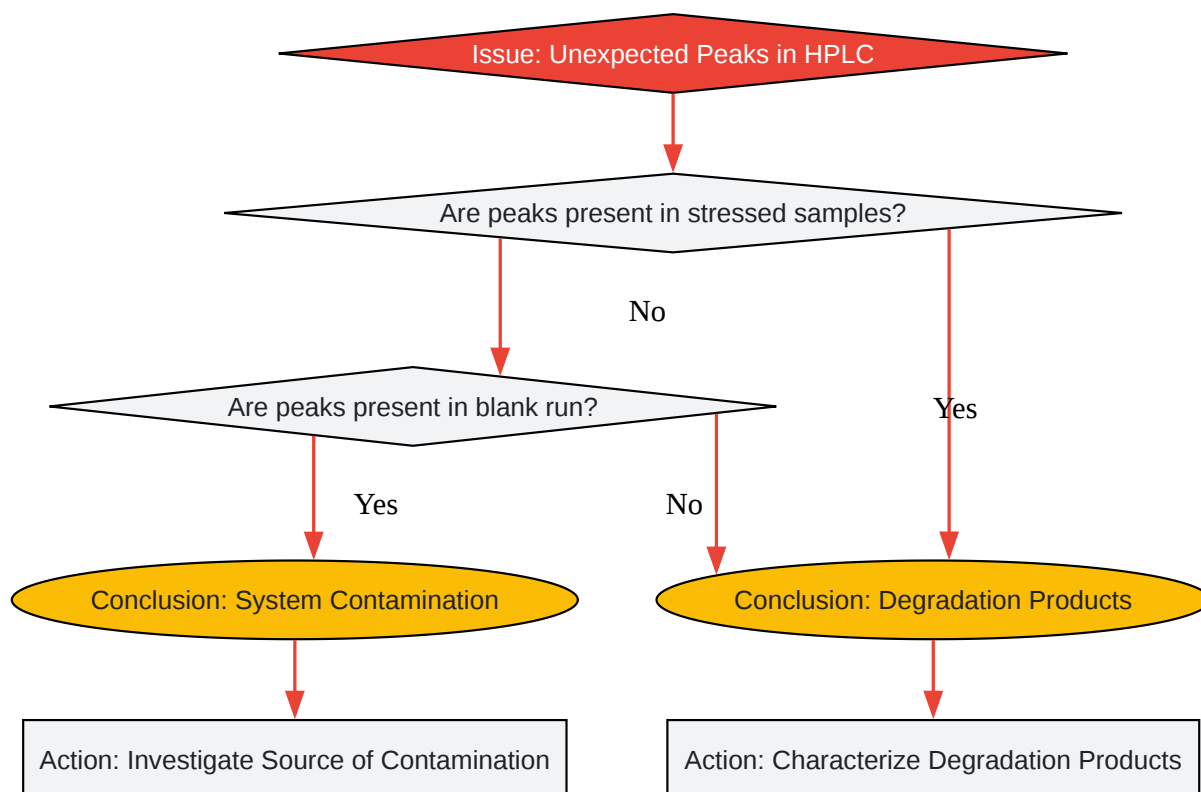 Issue: Unexpected Peaks in HPLC
Are peaks present in stressed samples?
No
Are peaks present in blank run?
Yes
Yes
No
Conclusion: System Contamination
Conclusion: Degradation Products
Action: Investigate Source of Contamination
Action: Characterize Degradation Products